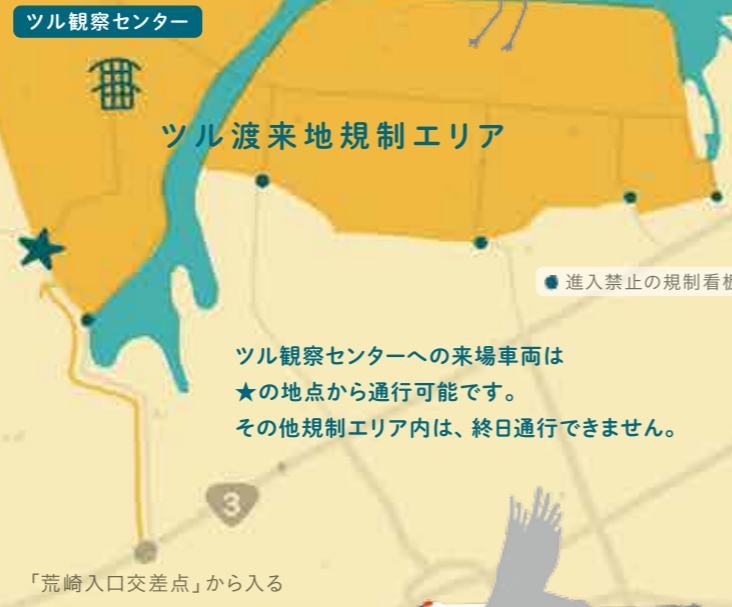 ツル観察センター
ツル渡来地規制エリア
● 進入禁止の規制看
ツル観察センターへの来場車両は
★の地点から通行可能です。
その他規制エリア内は、終日通行できません。
3
「荒崎入口交差点」から入る